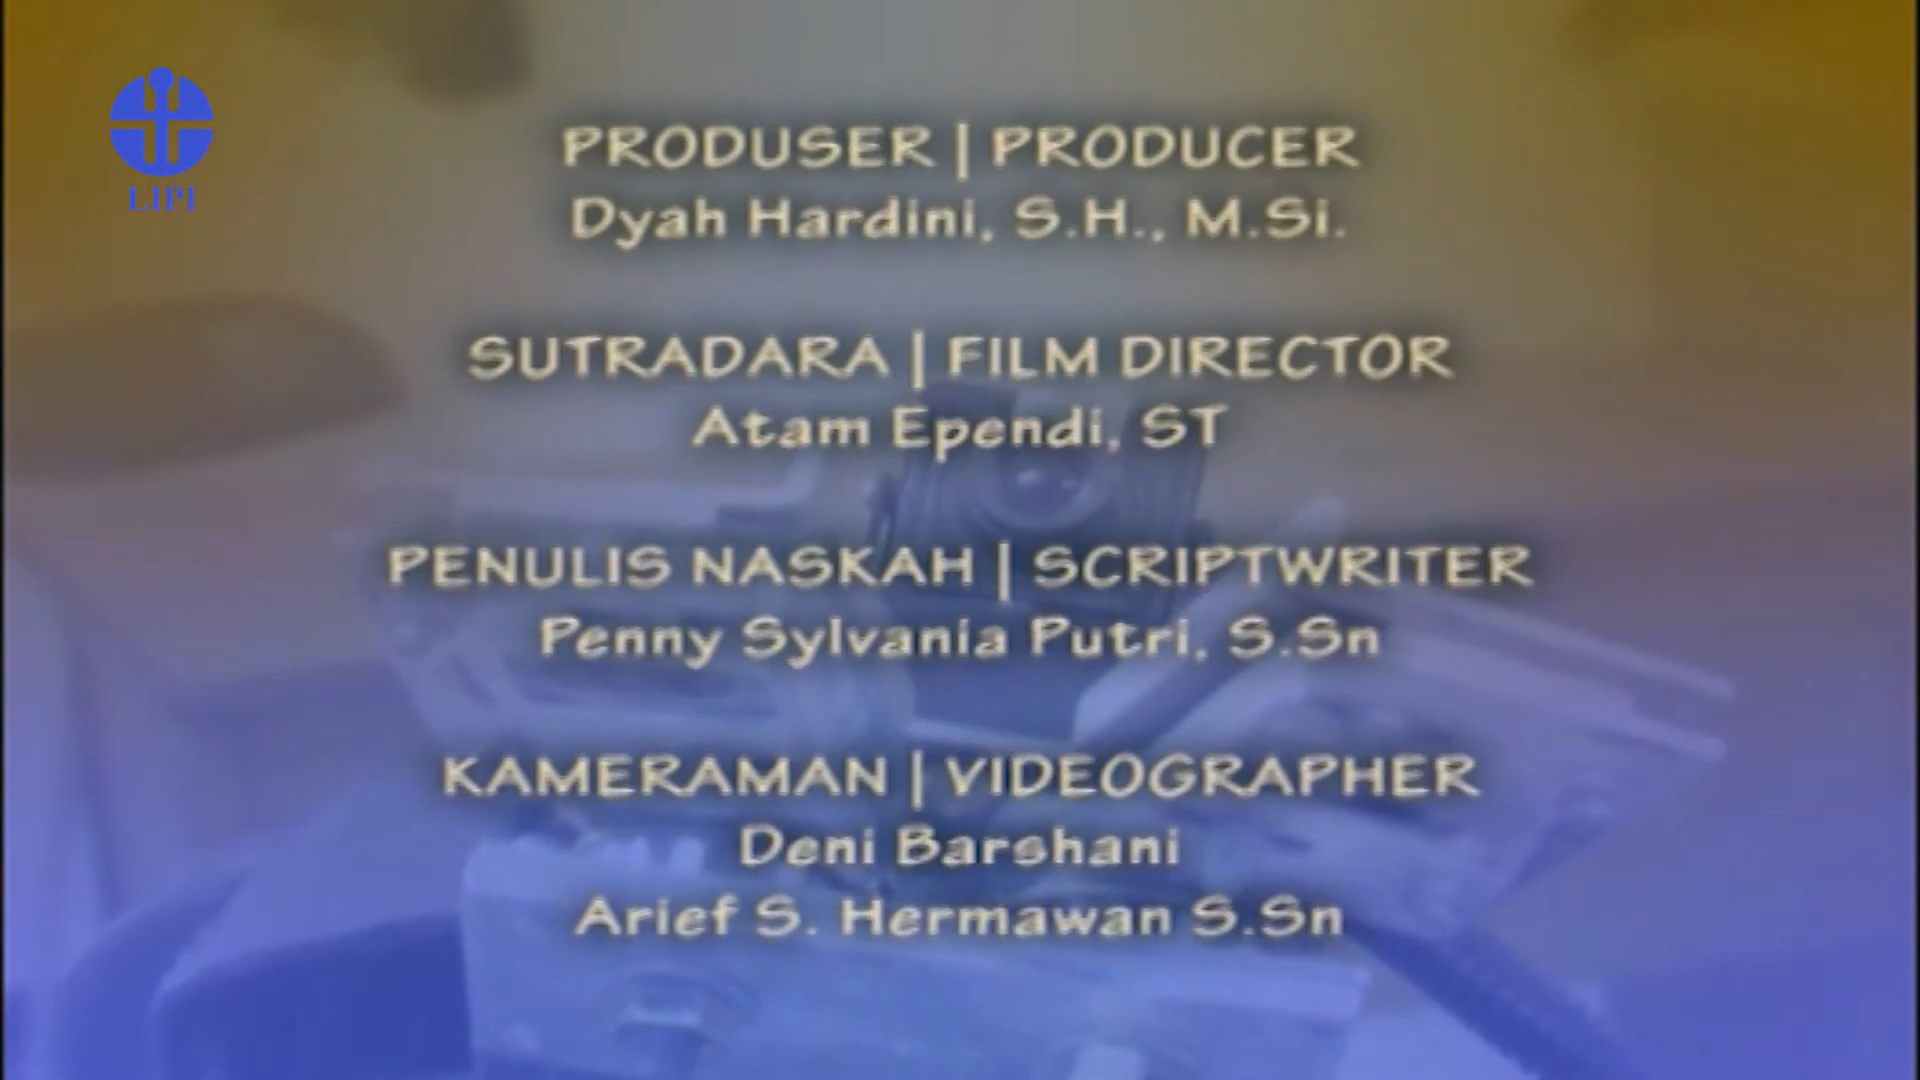 LIPI
PRODUSER | PRODUCER
Dyah Hardini, S.H., M.Si.
SUTRADARA | FILM DIRECTOR
Atam Ependi, ST
PENULIS NASKAH | SCRIPTWRITER
Penny Sylvania Putri, S.Sn
KAMERAMAN | VIDEOGRAPHER
Deni Barshani
Arief S. Hermawan S.Sn